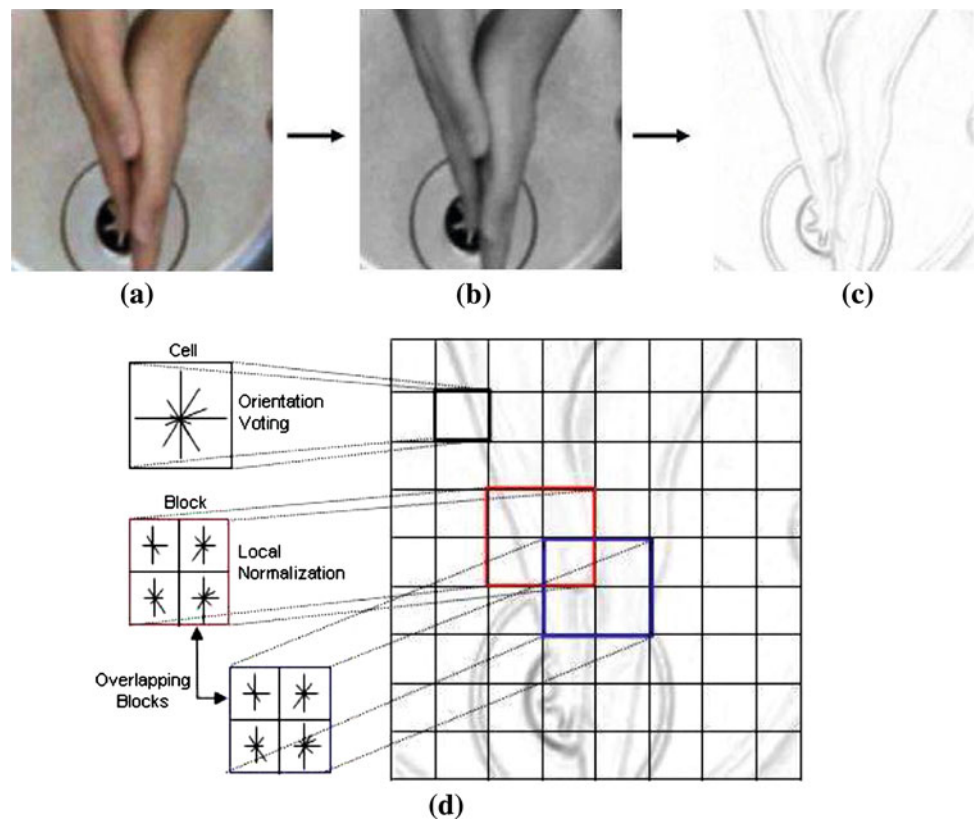 (a)
(b)
(c)
Cell
Orientation
Voting
Block
Local
Normalization
Overlapping
Blocks
(d)